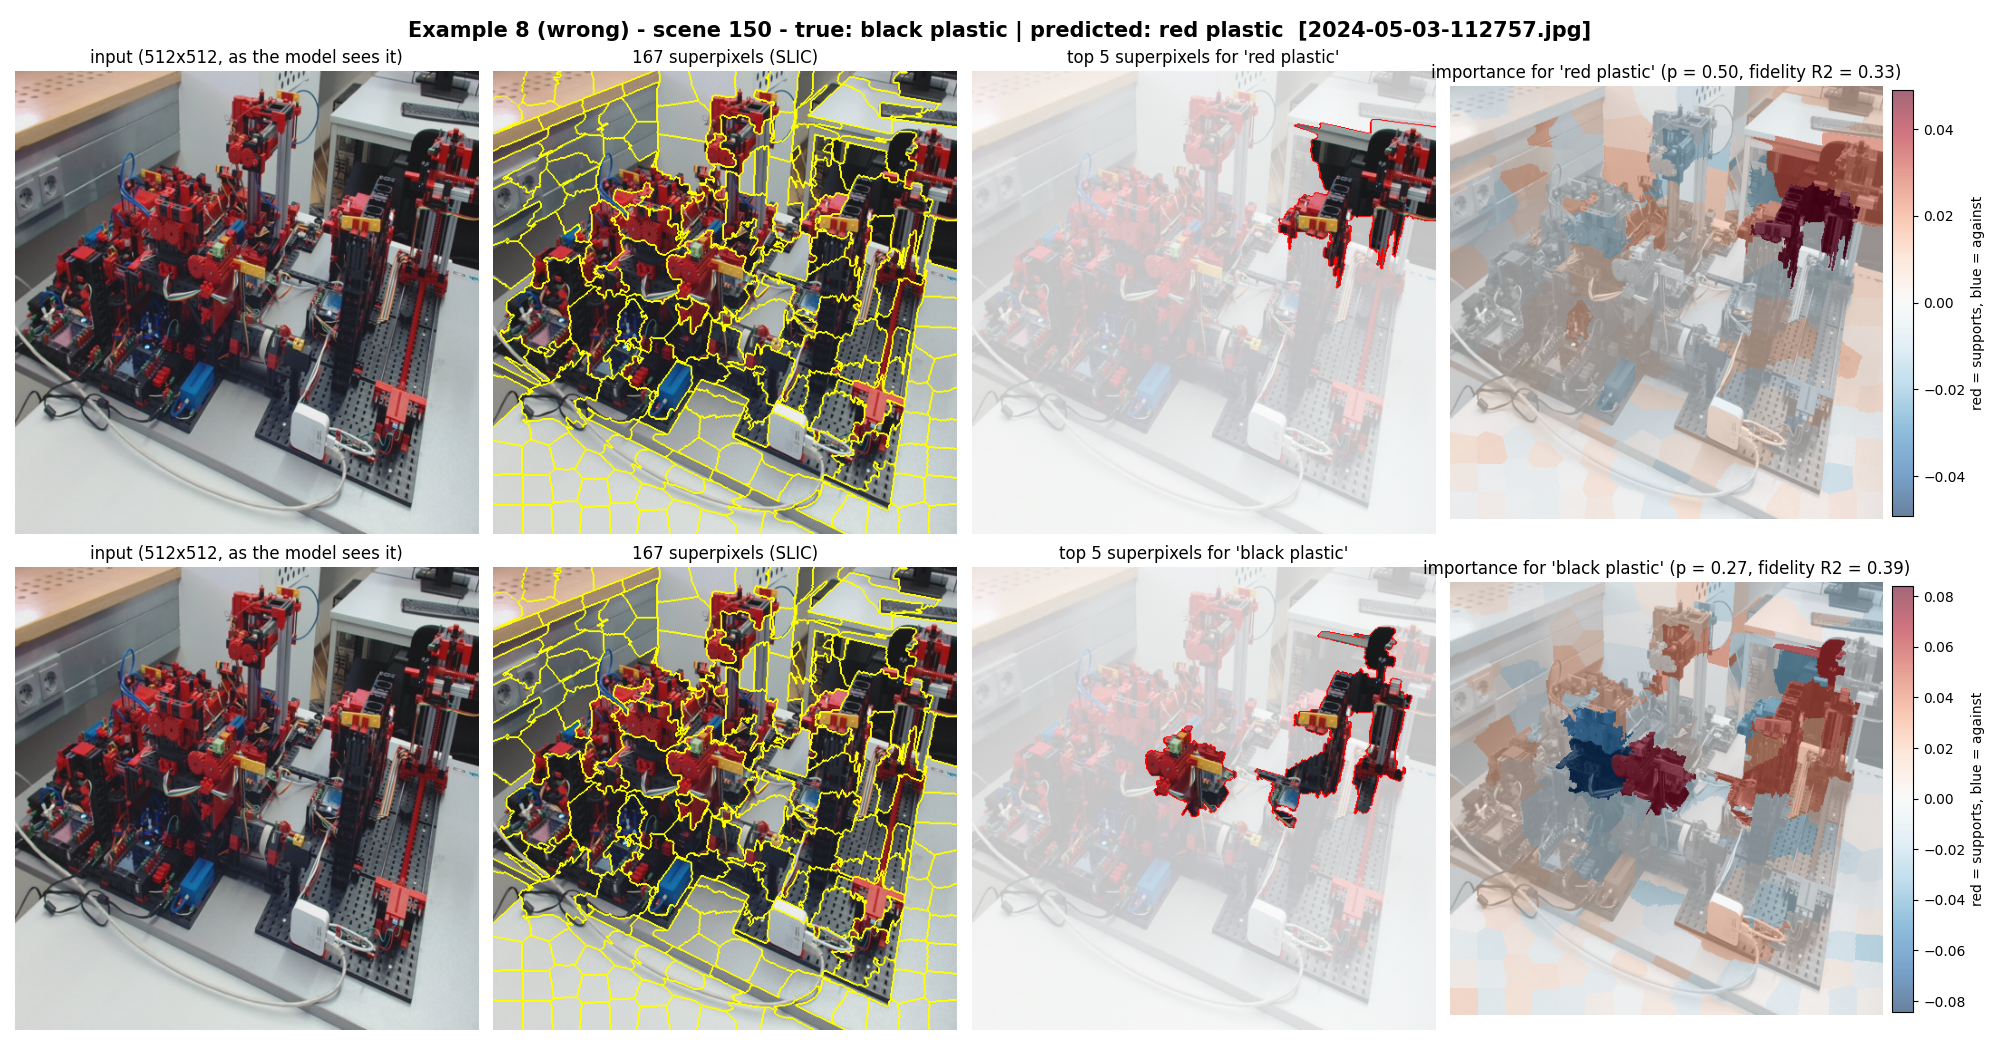 Example 8 (wrong) - scene 150 - true: black plastic | predicted: red plastic [2024-05-03-112757.jpg]
input (512x512, as the model sees it)
167 superpixels (SLIC)
top 5 superpixels for 'red plastic'
importance for 'red plastic' (p = 0.50, fidelity R2 = 0.33)
0.04
0.02
0.00
−0.02
−0.04
red = supports, blue = against
input (512x512, as the model sees it)
167 superpixels (SLIC)
top 5 superpixels for 'black plastic'
importance for 'black plastic' (p = 0.27, fidelity R2 = 0.39)
0.08
0.06
0.04
0.02
0.00
−0.02
−0.04
−0.06
−0.08
red = supports, blue = against